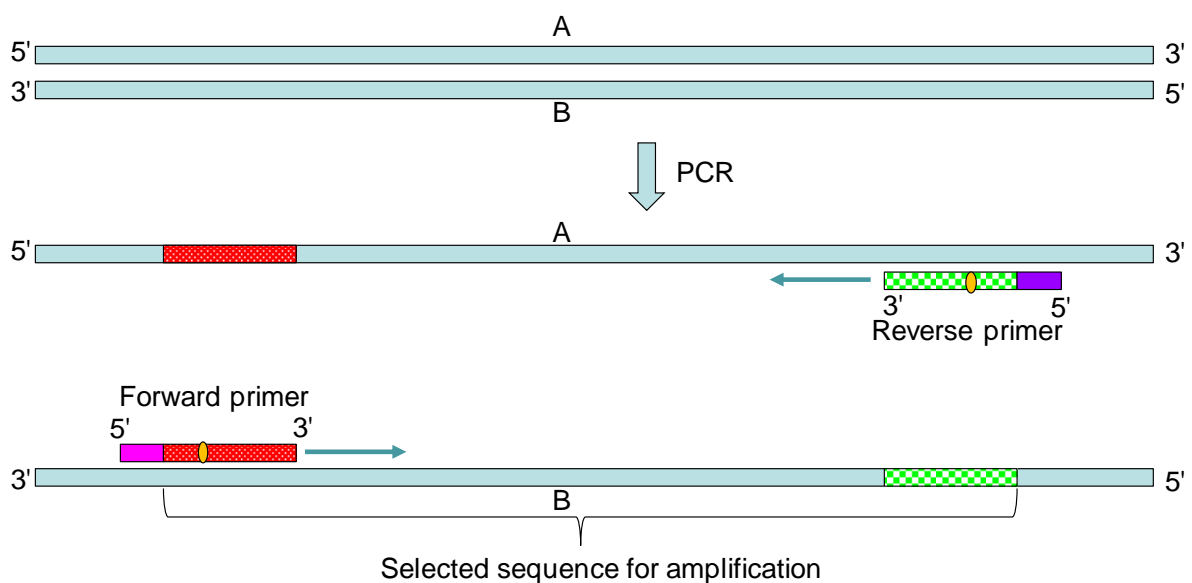 A
5' 3'
3' 5'
B
PCR
A
5' 3'
3' 5'
Reverse primer
Forward primer
5' 3'
3' 5'
B
Selected sequence for amplification